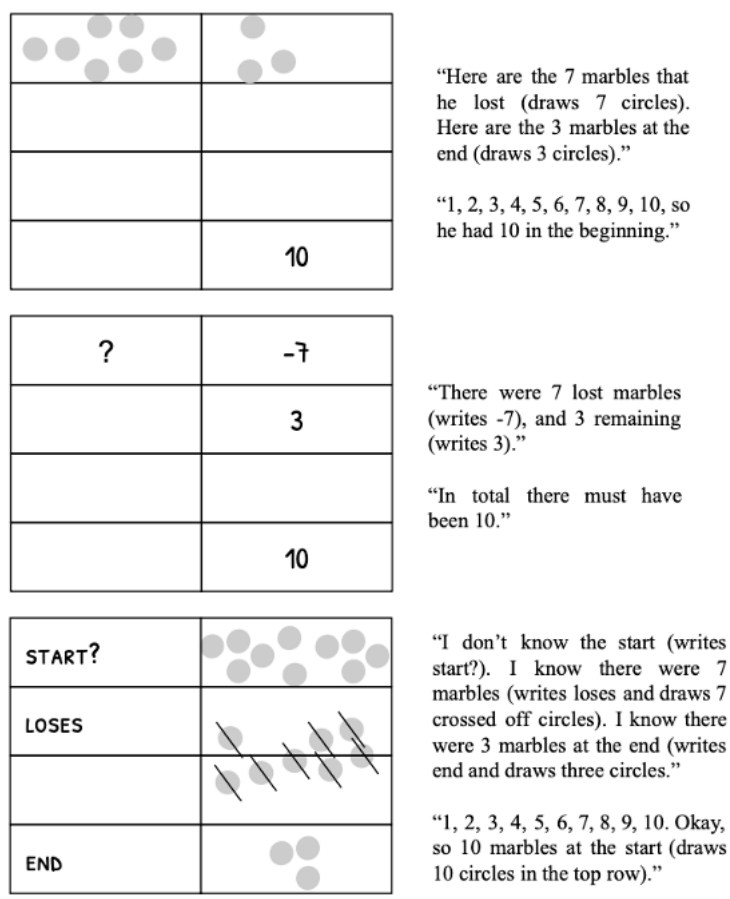 “Here are the 7 marbles that
he lost (draws 7 circles).
Here are the 3 marbles at the
end (draws 3 circles).”
“1, 2, 3, 4, 5, 6, 7, 8, 9, 10, so
he had 10 in the beginning.”
10
? -7
3
10
“There were 7 lost marbles
(writes -7), and 3 remaining
(writes 3).”
“In total there must have
been 10.”
START?
LOSES
END
“I don’t know the start (writes
start?). I know there were 7
marbles (writes loses and draws 7
crossed off circles). I know there
were 3 marbles at the end (writes
end and draws three circles.”
“1, 2, 3, 4, 5, 6, 7, 8, 9, 10. Okay,
so 10 marbles at the start (draws
10 circles in the top row).”